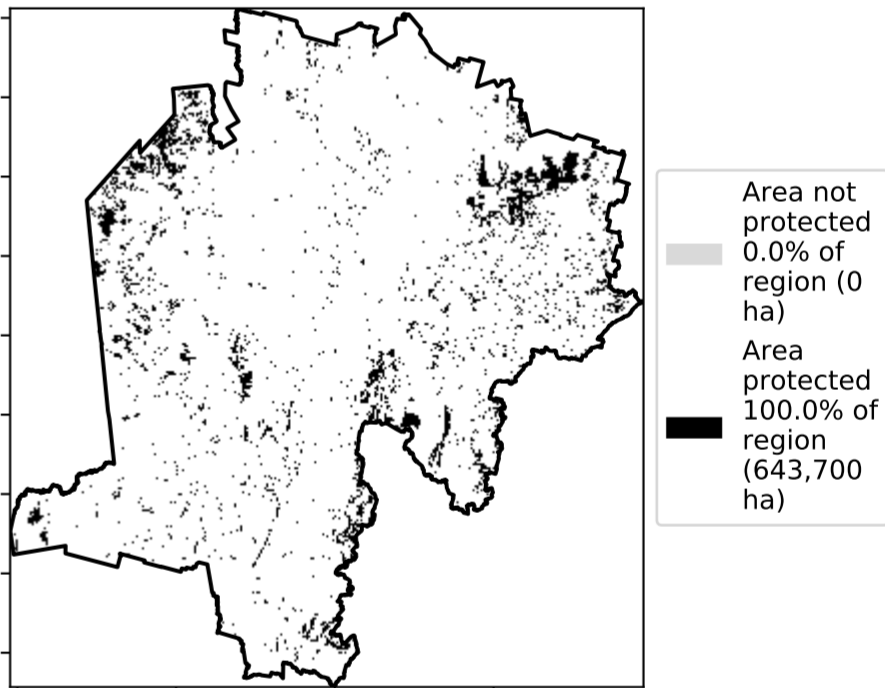 Area not
protected
0.0% of
region (0
ha)
Area
protected
100.0% of
region
(643,700
ha)